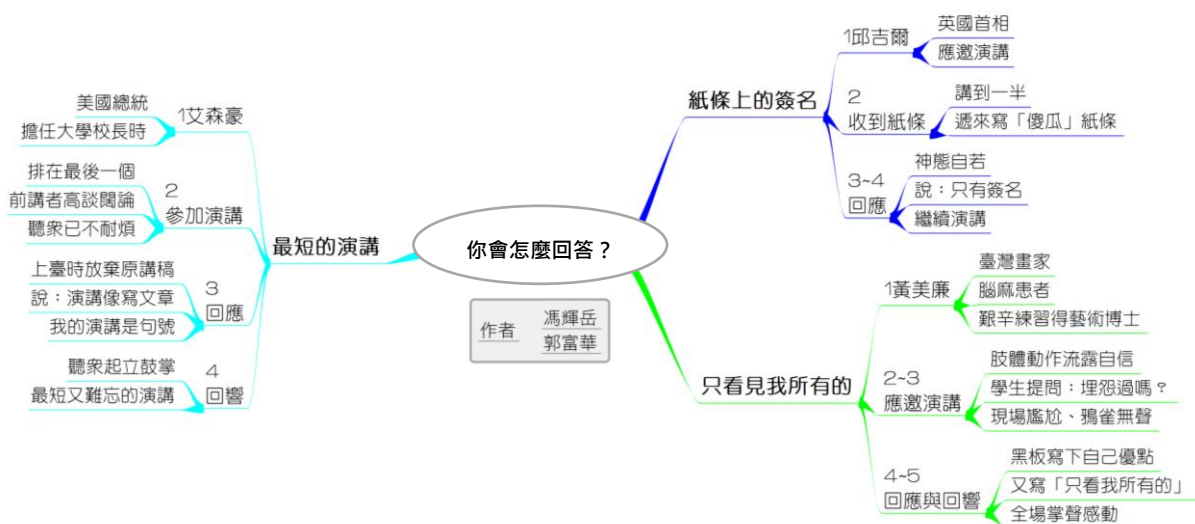 你會怎麼回答？
作者
馮輝岳
郭富華
紙條上的簽名
1邱吉爾
英國首相
應邀演講
2
收到紙條
講到一半
遞來寫「傻瓜」紙條
3~4
回應
神態自若
說：只有簽名
繼續演講
只看見我所有的
1黃美廉
臺灣畫家
腦麻患者
艱辛練習得藝術博士
2~3
應邀演講
肢體動作流露自信
學生提問：埋怨過嗎？
現場尷尬、鴉雀無聲
4~5
回應與回響
黑板寫下自己優點
又寫「只看我所有的」
全場掌聲感動
最短的演講
1艾森豪
美國總統
擔任大學校長時
2
參加演講
排在最後一個
前講者高談闊論
聽眾已不耐煩
3
回應
上臺時放棄原講稿
說：演講像寫文章
我的演講是句號
4
回響
聽眾起立鼓掌
最短又難忘的演講